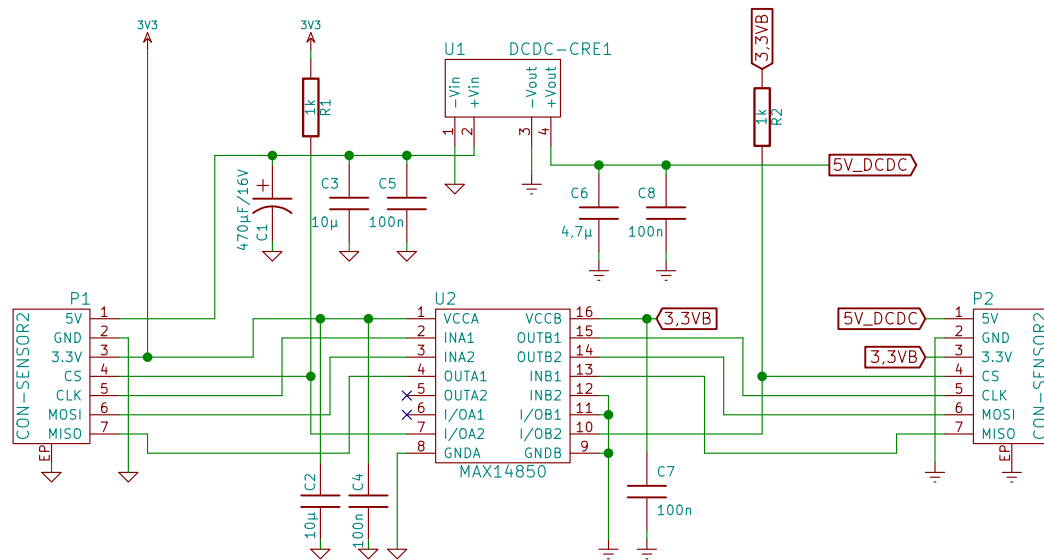 3V3
3V3
3,3VB
U1 DCDC-CRE1
-Vin
+Vin
-Vout
+Vout
1 2 3 4
1k
R1
1k
R2
5V_DCDC
470µF/16V
C1
C3
10µ
C5
100n
C6
4,7µ
C8
100n
P1
CON-SENSOR2
5V 1
GND 2
3.3V 3
CS 4
CLK 5
MOSI 6
MISO 7
EP
U2
1 VCCA VCCB 16
2 INA1 OUTB1 15
3 INA2 OUTB2 14
4 OUTA1 INB1 13
5 OUTA2 INB2 12
6 I/OA1 I/OB1 11
7 I/OA2 I/OB2 10
8 GNDA GNDB 9
MAX14850
3,3VB
C2
10µ
C4
100n
C7
100n
P2
5V_DCDC
3,3VB
1 5V
2 GND
3 3.3V
4 CS
5 CLK
6 MOSI
7 MISO
EP
CON-SENSOR2